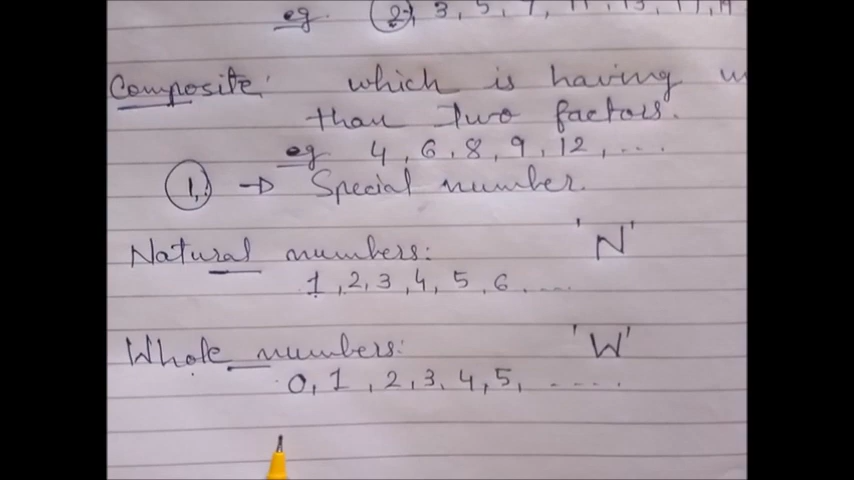 eg. 2, 3, 5, 7, 11, 13, 17, 19
Composite: which is having
than Two factors.
eg 4, 6, 8, 9, 12, ...
1, → Special number.
Natural numbers: 'N'
1, 2, 3, 4, 5, 6, ....
Whole numbers: 'W'
0, 1, 2, 3, 4, 5, ....